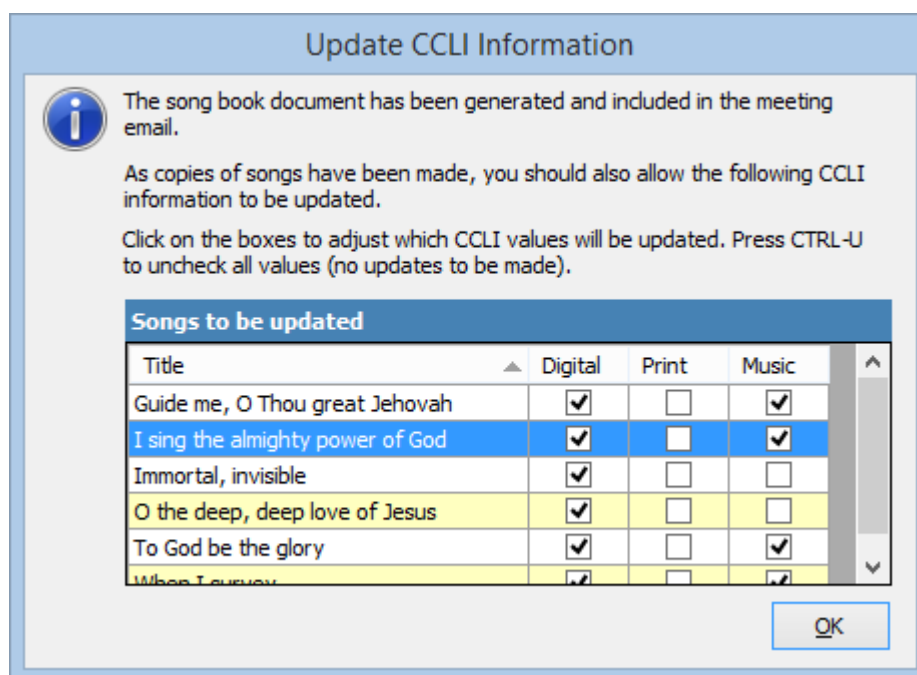 Update CCLI Information
The song book document has been generated and included in the meeting
email.
As copies of songs have been made, you should also allow the following CCLI
information to be updated.
Click on the boxes to adjust which CCLI values will be updated. Press CTRL-U
to uncheck all values (no updates to be made).
Songs to be updated
Title Digital Print Music
Guide me, O Thou great Jehovah
I sing the almighty power of God
Immortal, invisible
O the deep, deep love of Jesus
To God be the glory
When I survey
OK